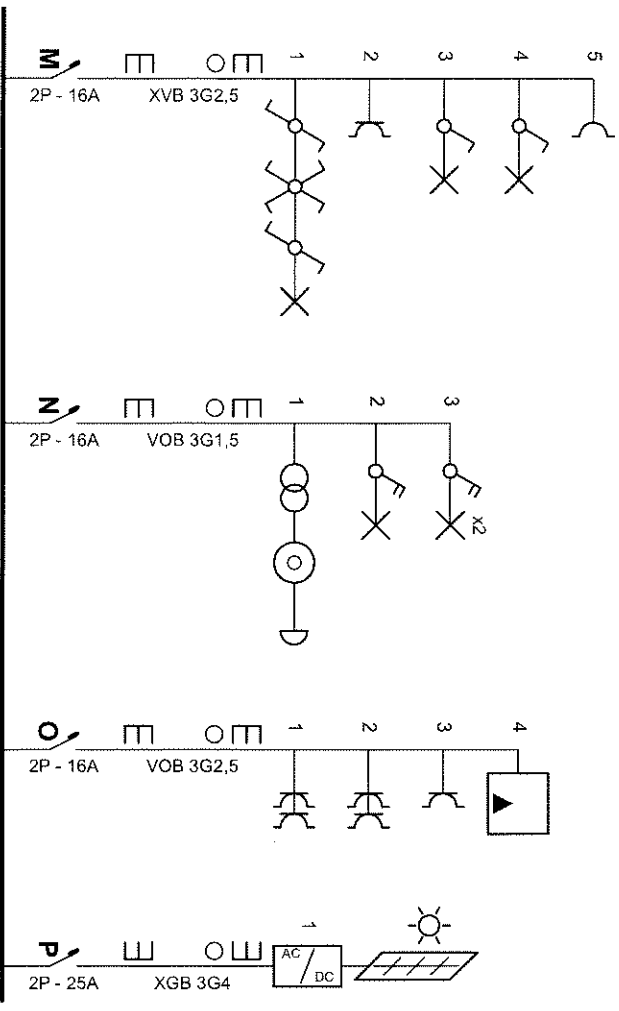 M
2P - 16A
XVB 3G2,5
1
2
3
4
5
N
2P - 16A
VOB 3G1,5
1
2
3
x2
O
2P - 16A
VOB 3G2,5
1
2
3
4
P
2P - 25A
XGB 3G4
1
AC
DC